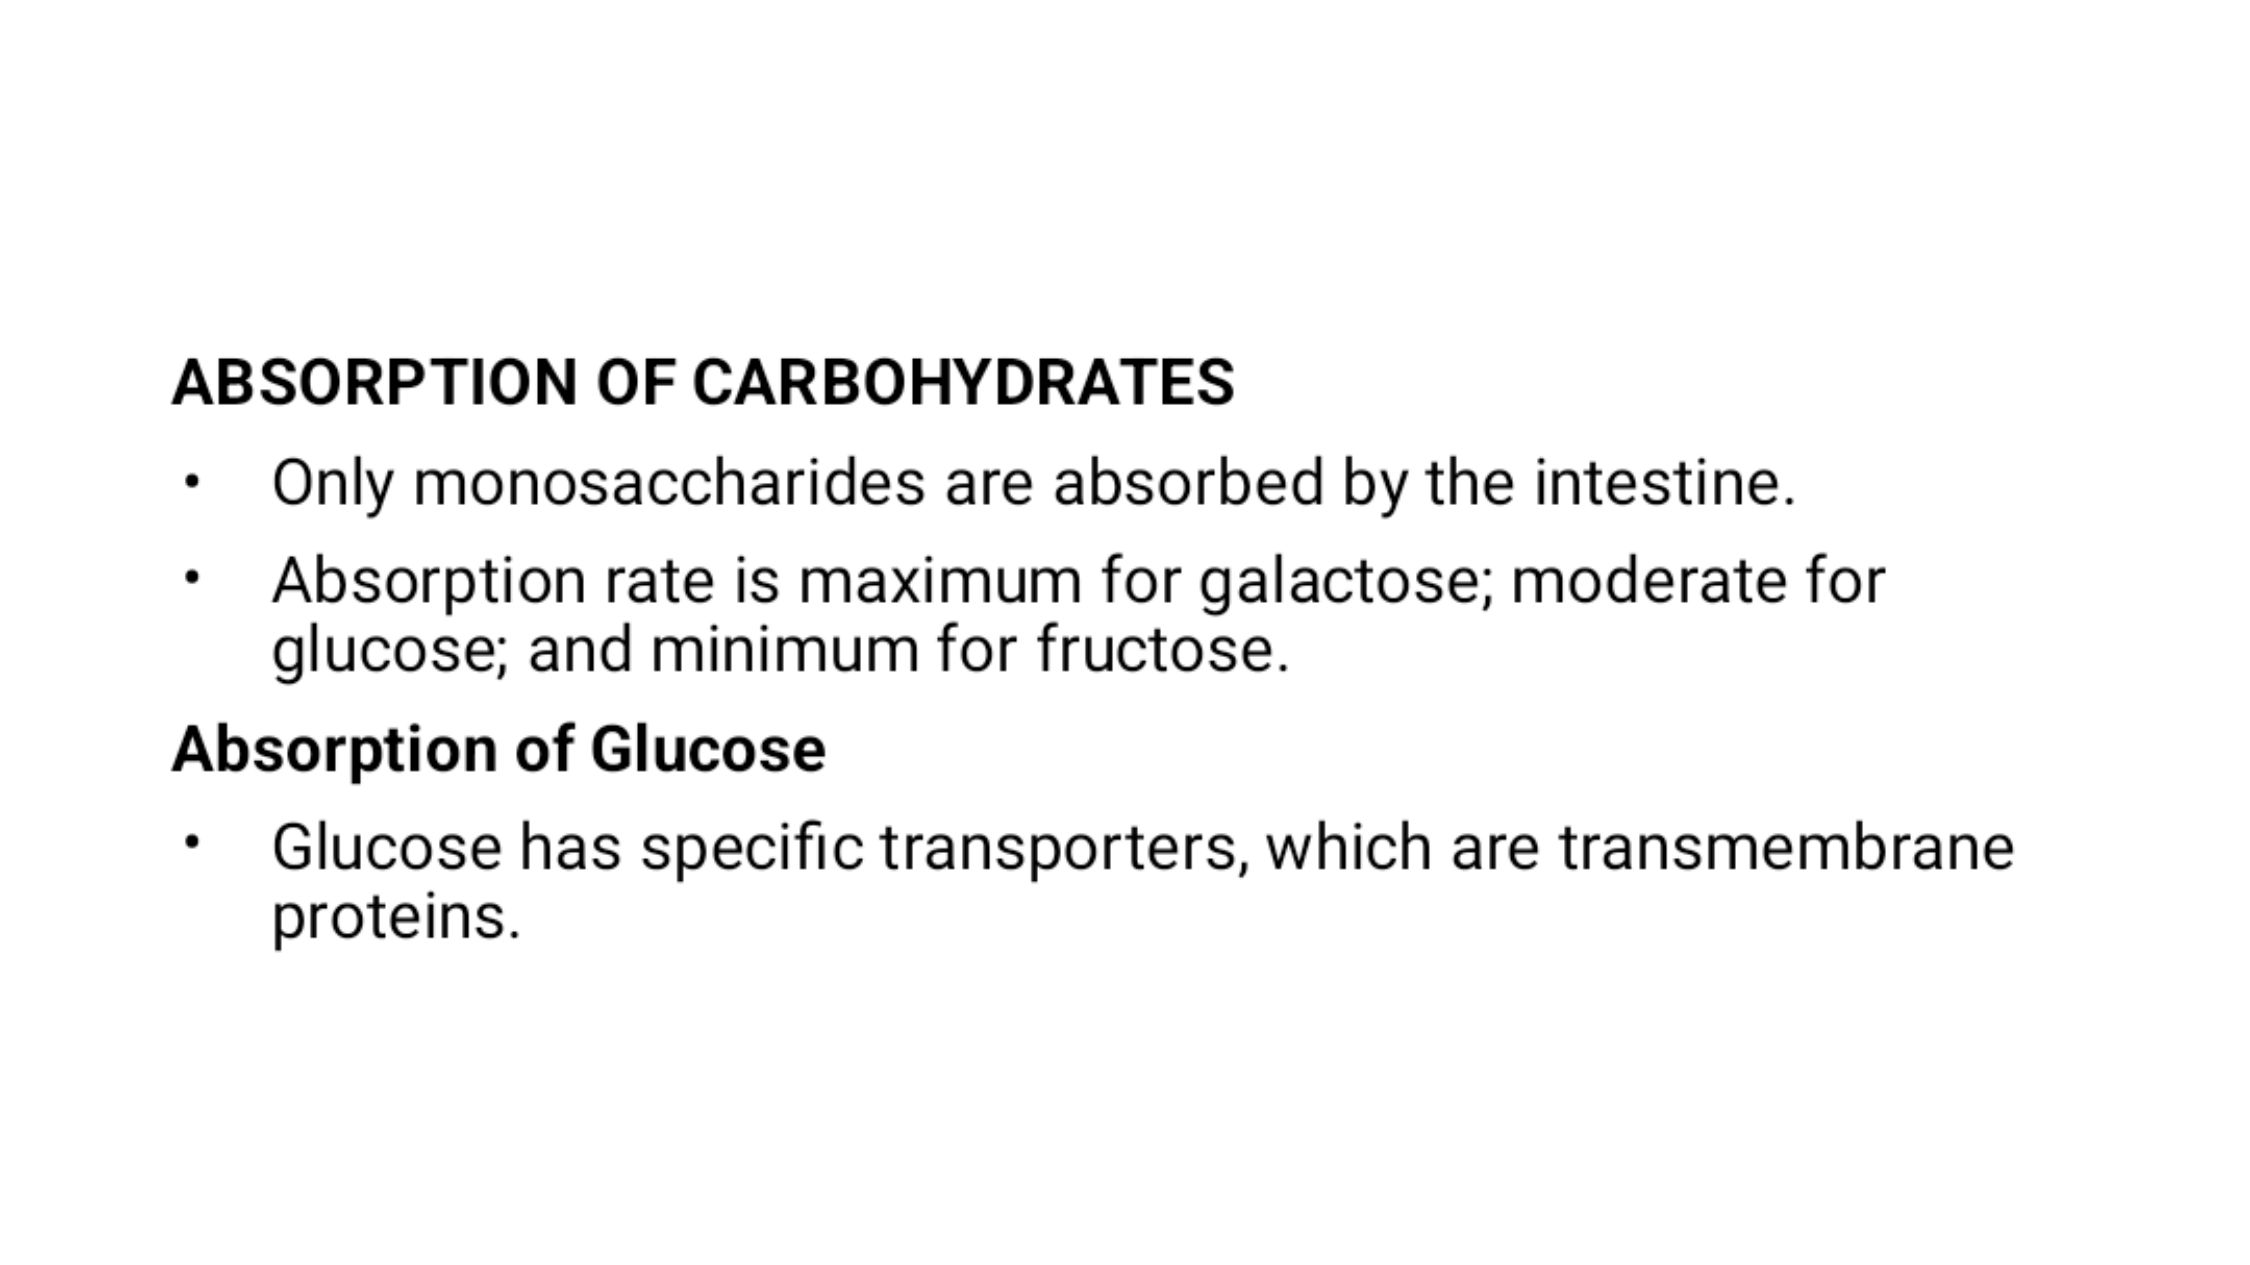 ABSORPTION OF CARBOHYDRATES
• Only monosaccharides are absorbed by the intestine.
• Absorption rate is maximum for galactose; moderate for
glucose; and minimum for fructose.
Absorption of Glucose
• Glucose has specific transporters, which are transmembrane
proteins.